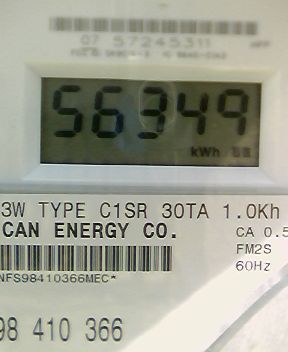 07 57245311
56349
kWh
3W TYPE C1SR 30TA 1.0Kh
CAN ENERGY CO.
CA 0.5
FM2S
60Hz
NFS98410366MEC*
98 410 366